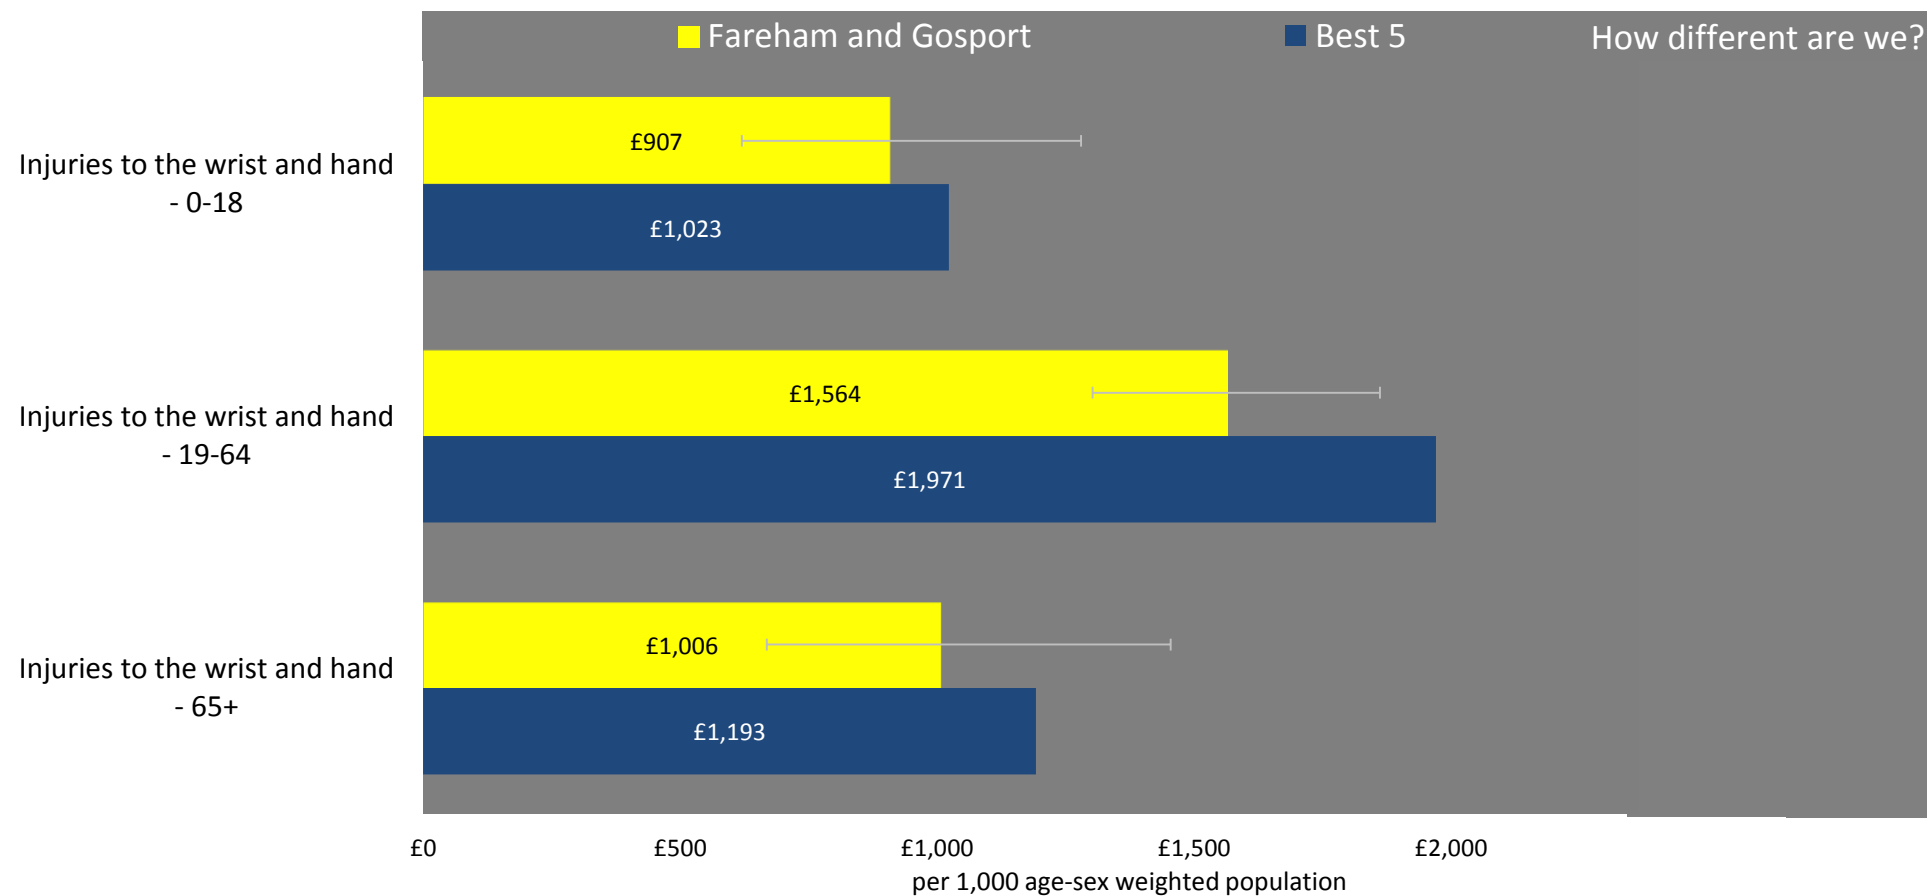 Fareham and Gosport
Best 5
How different are we?
Injuries to the wrist and hand
- 0-18
£907
£1,023
Injuries to the wrist and hand
- 19-64
£1,564
£1,971
Injuries to the wrist and hand
- 65+
£1,006
£1,193
£0 £500 £1,000 £1,500 £2,000
per 1,000 age-sex weighted population